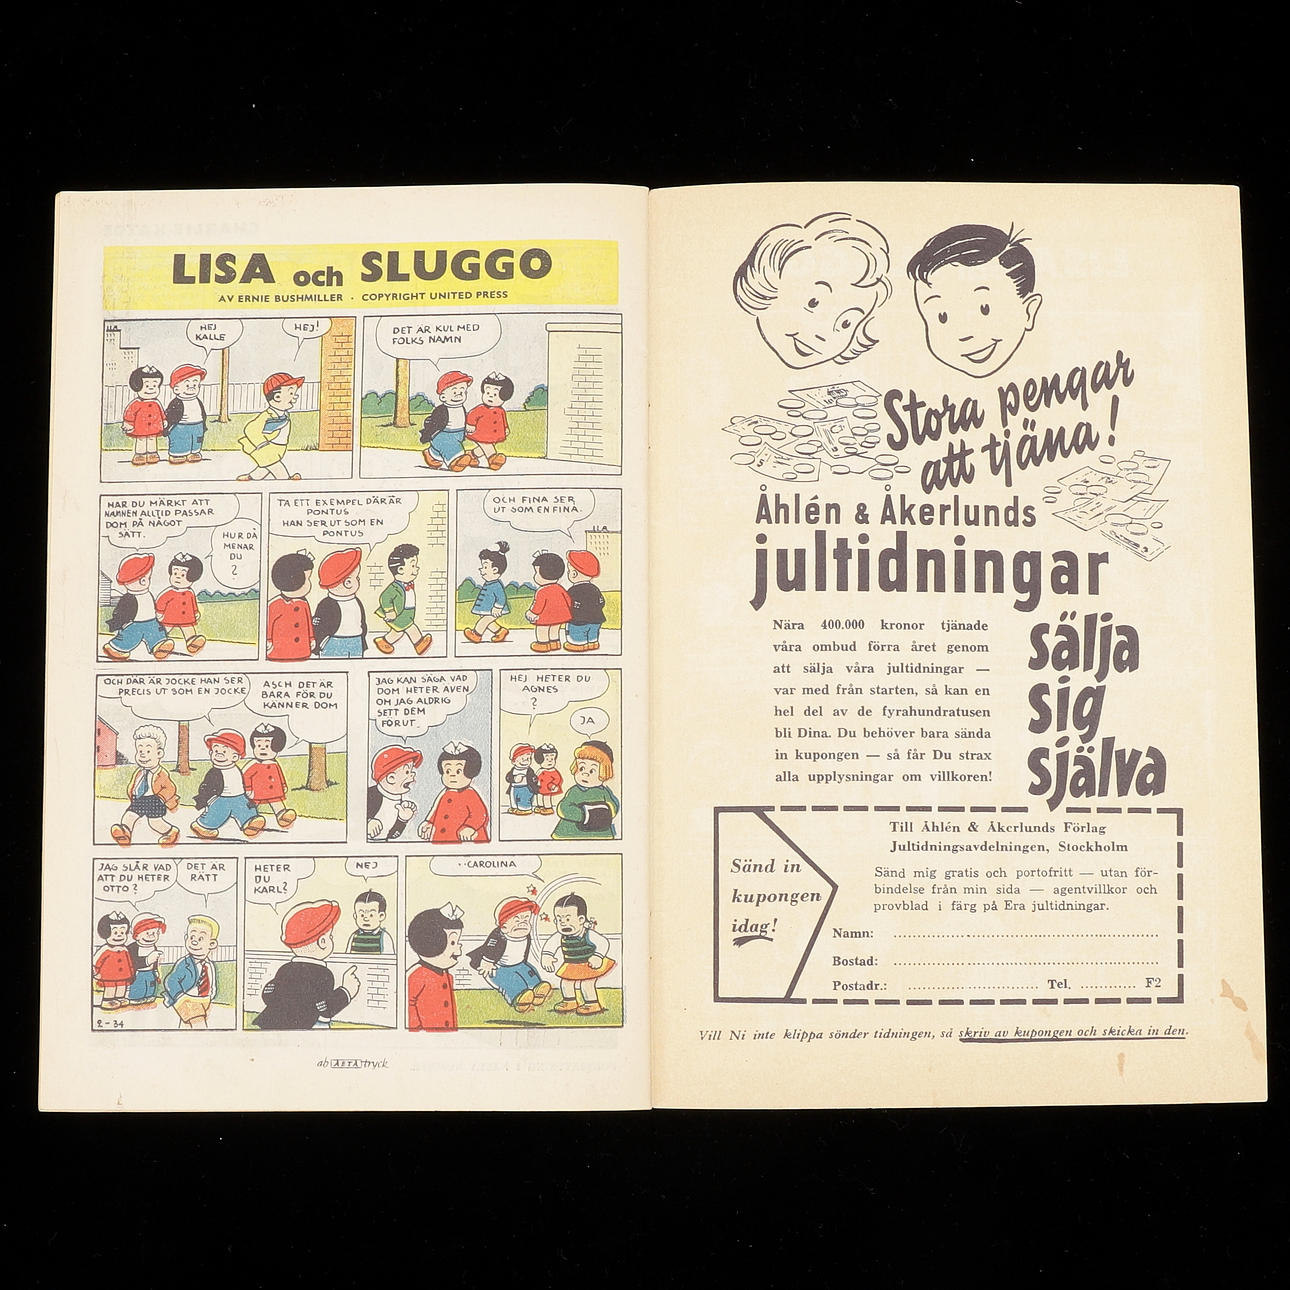 LISA och SLUGGO
AV ERNIE BUSHMILLER · COPYRIGHT UNITED PRESS
HEJ
KALLE
HEJ!
DET ÄR KUL MED
FOLKS NAMN
HAR DU MÄRKT ATT
NAMNEN ALLTID PASSAR
DOM PÅ NÅGOT
SÄTT.
HUR DÅ
MENAR
DU
?
TA ETT EXEMPEL DÄR ÄR
PONTUS
HAN SER UT SOM EN
PONTUS
OCH FINA SER
UT SOM EN FINA.
OCH DÄR ÄR JOCKE HAN SER
PRECIS UT SOM EN JOCKE
ASCH DET ÄR
BARA FÖR DU
KÄNNER DOM
JAG KAN SÄGA VAD
DOM HETER ÄVEN
OM JAG ALDRIG
SETT DEM
FÖRUT.
HEJ HETER DU
AGNES
?
JA
JAG SLÅR VAD
ATT DU HETER
OTTO?
DET ÄR
RÄTT
HETER
DU
KARL?
NEJ
··CAROLINA
2-34
ab ÄETÅ tryck
Stora pengar
att tjäna!
Åhlén & Åkerlunds
jultidningar
sälja
sig
själva
Nära 400.000 kronor tjänade
våra ombud förra året genom
att sälja våra jultidningar —
var med från starten, så kan en
hel del av de fyrahundratusen
bli Dina. Du behöver bara sända
in kupongen — så får Du strax
alla upplysningar om villkoren!
Sänd in
kupongen
idag!
Till Åhlén & Åkerlunds Förlag
Jultidningsavdelningen, Stockholm
Sänd mig gratis och portofritt — utan för-
bindelse från min sida — agentvillkor och
provblad i färg på Era jultidningar.
Namn:
Bostad:
Postadr.: Tel. F2
Vill Ni inte klippa sönder tidningen, så skriv av kupongen och skicka in den.